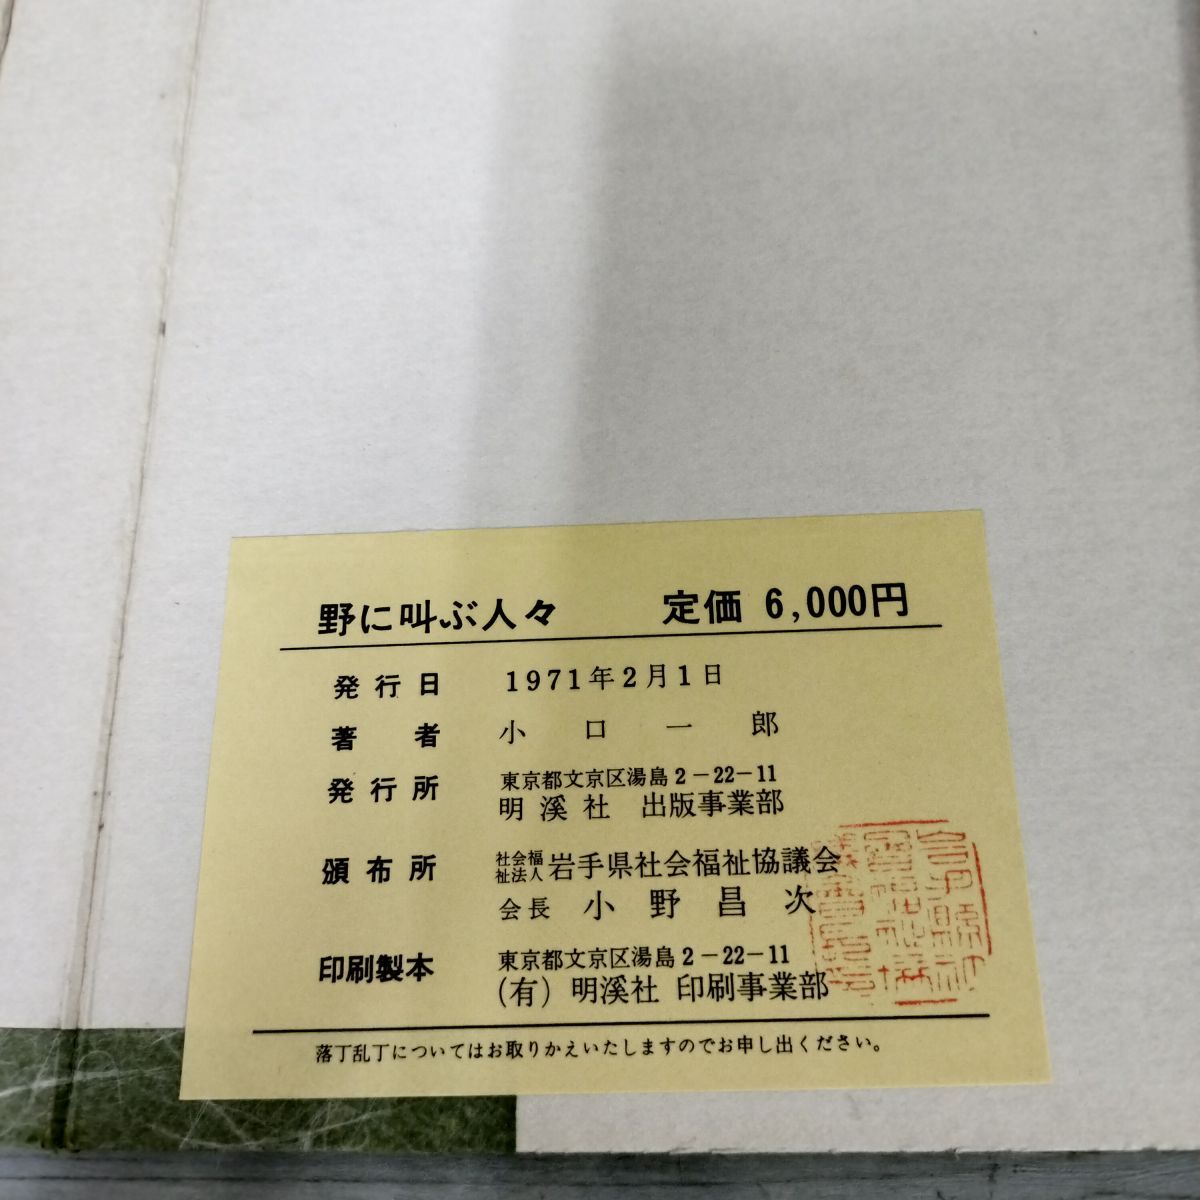 野に叫ぶ人々 定価 6,000円
発行日 1971年2月1日
著者 小口一郎
発行所 東京都文京区湯島2-22-11
明溪社 出版事業部
頒布所 社会福祉法人 岩手県社会福祉協議会
会長 小野昌次
印刷製本 東京都文京区湯島2-22-11
(有) 明溪社 印刷事業部
落丁乱丁についてはお取りかえいたしますのでお申し出ください。